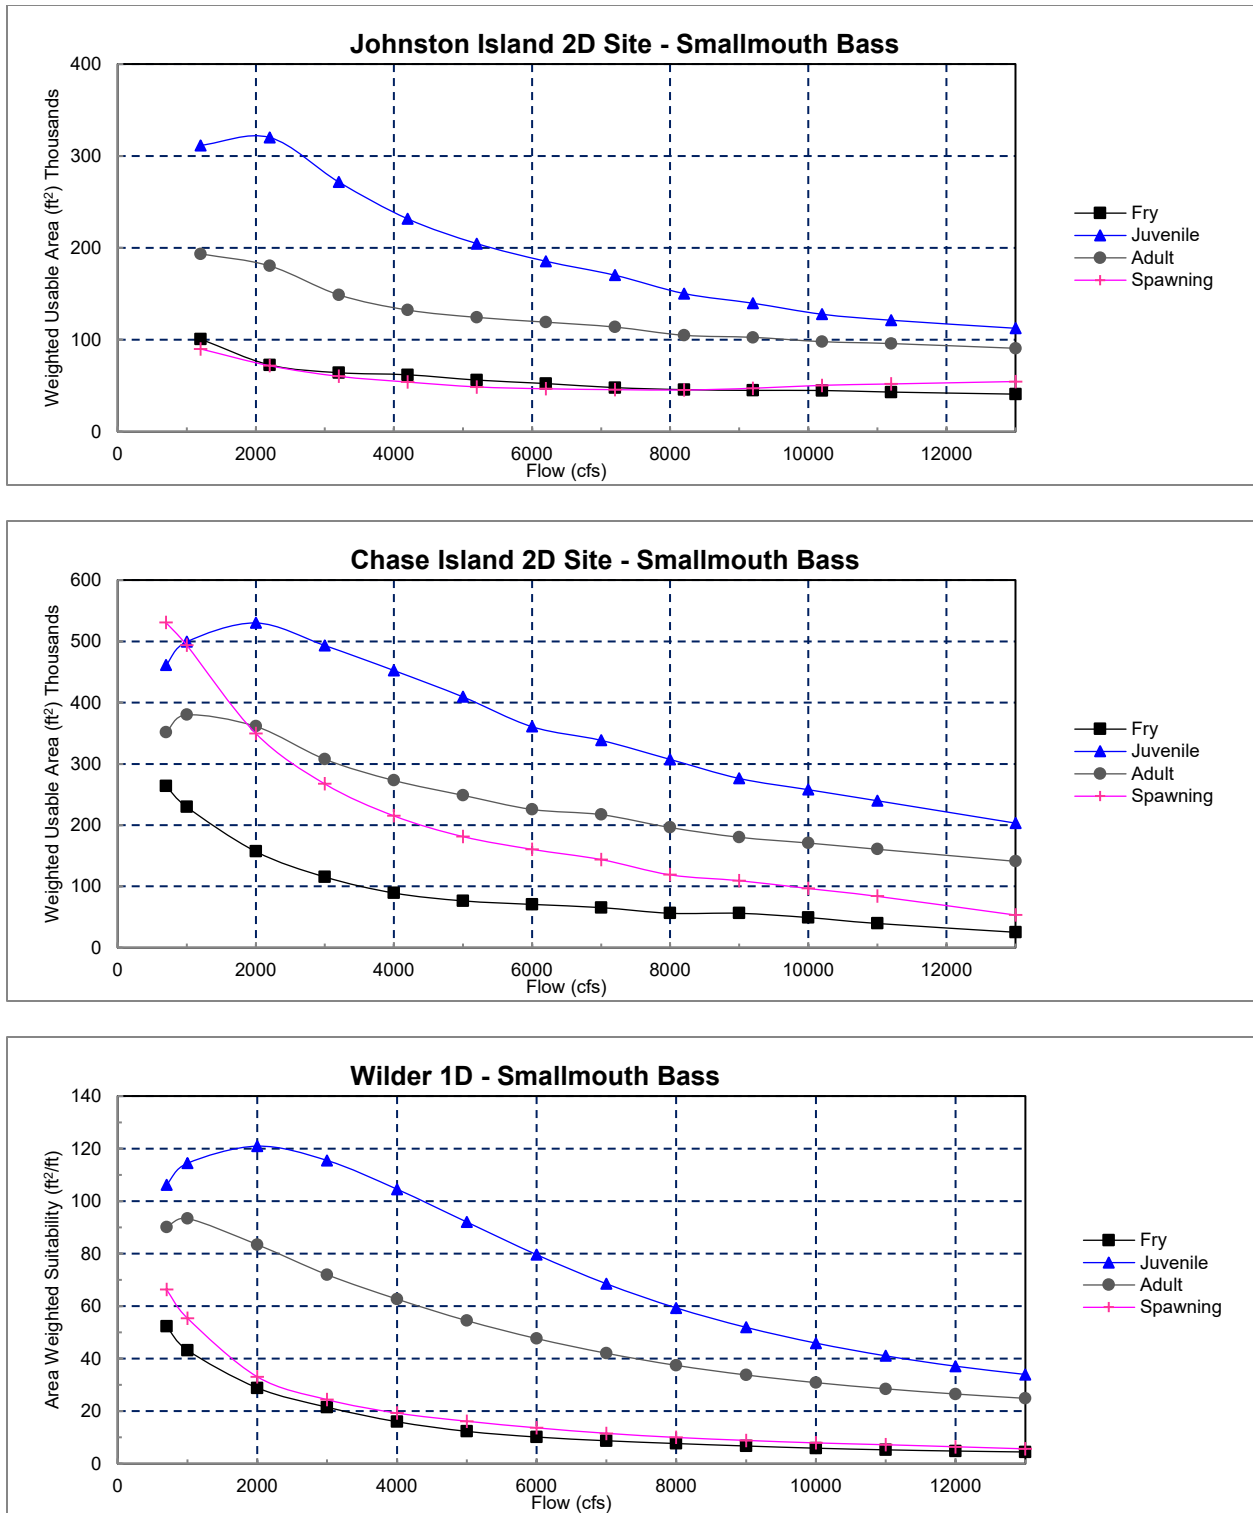 Johnston Island 2D Site - Smallmouth Bass
Weighted Usable Area (ft²) Thousands
400
300
200
100
0
0 2000 4000 6000 8000 10000 12000
Flow (cfs)
Fry
Juvenile
Adult
Spawning
Chase Island 2D Site - Smallmouth Bass
Weighted Usable Area (ft²) Thousands
600
500
400
300
200
100
0
0 2000 4000 6000 8000 10000 12000
Flow (cfs)
Fry
Juvenile
Adult
Spawning
Wilder 1D - Smallmouth Bass
Area Weighted Suitability (ft²/ft)
140
120
100
80
60
40
20
0
0 2000 4000 6000 8000 10000 12000
Flow (cfs)
Fry
Juvenile
Adult
Spawning